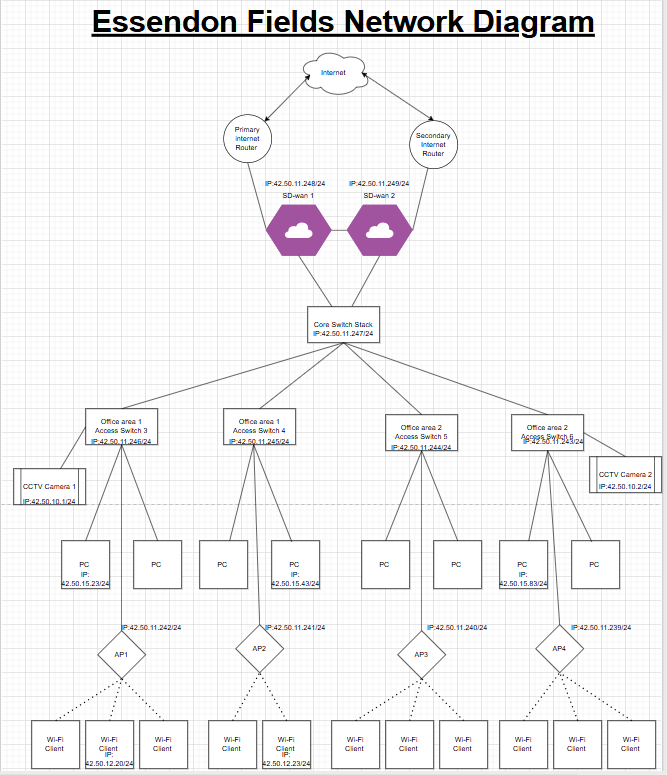 Essendon Fields Network Diagram
Internet
Primary
internet
Router
Secondary
Internet
Router
IP:42.50.11.248/24
SD-wan 1
IP:42.50.11.249/24
SD-wan 2
Core Switch Stack
IP:42.50.11.247/24
Office area 1
Access Switch 3
IP:42.50.11.246/24
Office area 1
Access Switch 4
IP:42.50.11.245/24
Office area 2
Access Switch 5
IP:42.50.11.244/24
Office area 2
Access Switch 6
IP:42.50.11.243/24
CCTV Camera 1
IP:42.50.10.1/24
CCTV Camera 2
IP:42.50.10.2/24
PC
IP:
42.50.15.23/24
PC
PC
PC
IP:
42.50.15.43/24
PC
PC
PC
IP:
42.50.15.83/24
PC
IP:42.50.11.242/24
AP1
IP:42.50.11.241/24
AP2
IP:42.50.11.240/24
AP3
IP:42.50.11.239/24
AP4
Wi-Fi
Client
Wi-Fi
Client
IP:
42.50.12.20/24
Wi-Fi
Client
Wi-Fi
Client
Wi-Fi
Client
IP:
42.50.12.23/24
Wi-Fi
Client
Wi-Fi
Client
Wi-Fi
Client
Wi-Fi
Client
Wi-Fi
Client
Wi-Fi
Client